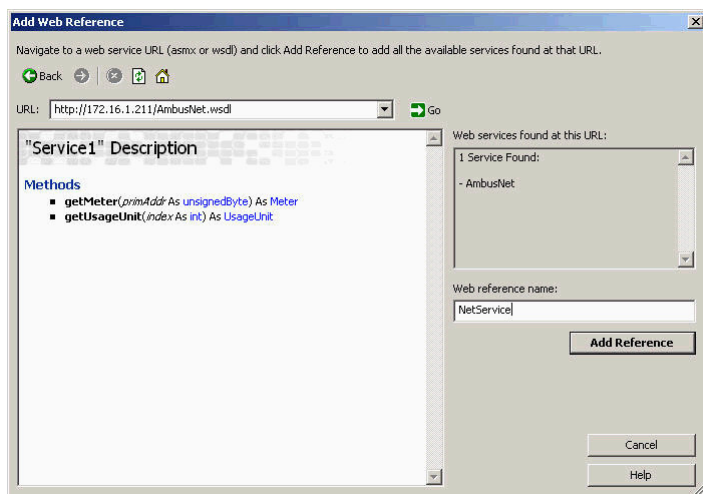 Add Web Reference
Navigate to a web service URL (asmx or wsdl) and click Add Reference to add all the available services found at that URL.
Back
URL: http://172.16.1.211/AmbusNet.wsdl Go
"Service1" Description
Methods
getMeter(primAddr As unsignedByte) As Meter
getUsageUnit(index As int) As UsageUnit
Web services found at this URL:
1 Service Found:
- AmbusNet
Web reference name:
NetService
Add Reference
Cancel
Help